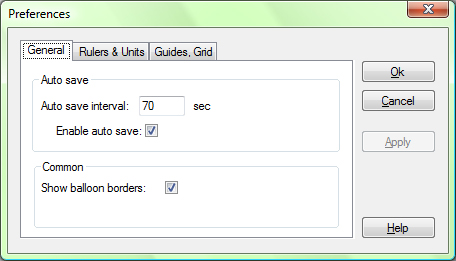 Preferences
General Rulers & Units Guides, Grid
Auto save
Auto save interval: 70 sec
Enable auto save:
Common
Show balloon borders:
Ok
Cancel
Apply
Help